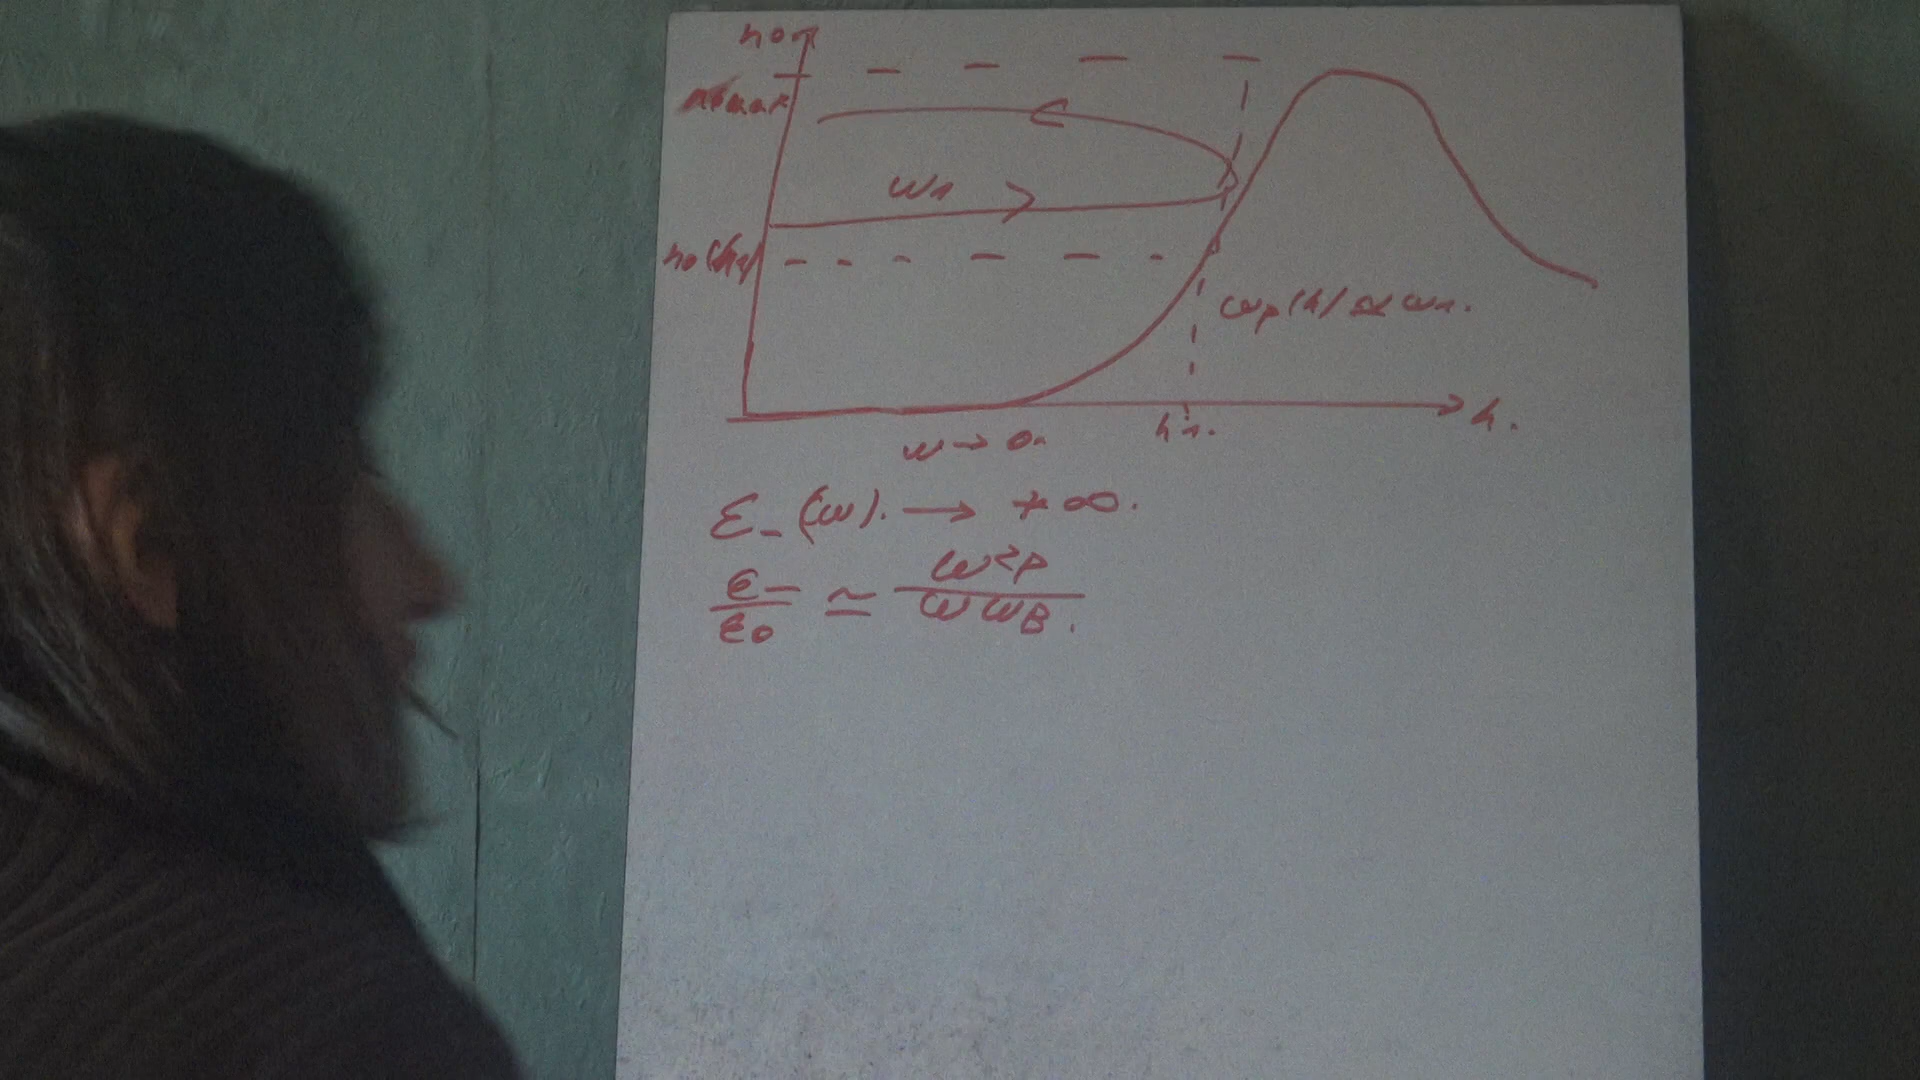 n₀
n₀max
ω₁
n₀(h₁)
ωp(h) ≃ ω₁.
h₁.
h.
ω → 0.
ε₋(ω). → +∞.
ε₋/ε₀ ≃ ω²p/ωωB.